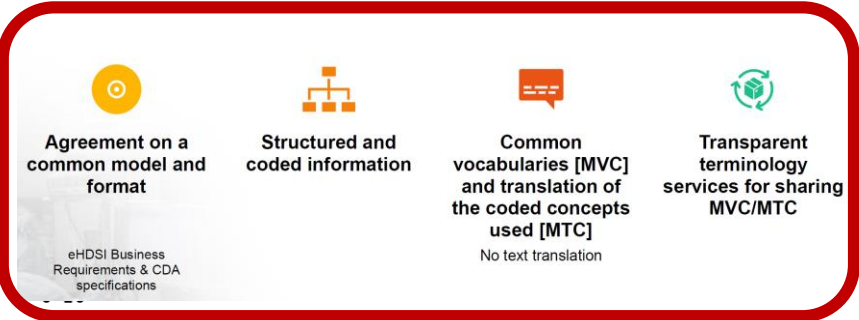 Agreement on a
common model and
format
eHDSI Business
Requirements & CDA
specifications
Structured and
coded information
Common
vocabularies [MVC]
and translation of
the coded concepts
used [MTC]
No text translation
Transparent
terminology
services for sharing
MVC/MTC